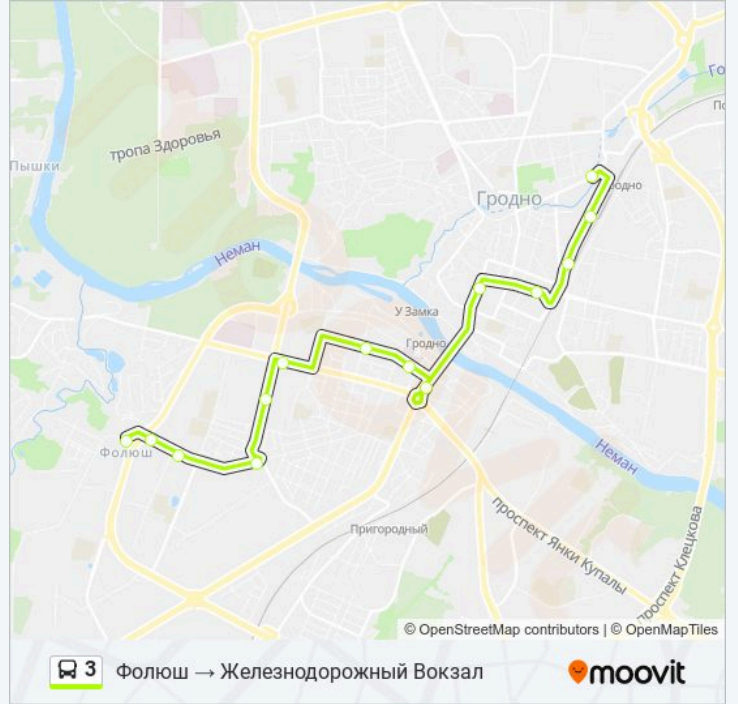 Го
По
тропа Здоровья
Пышки
одно
Гродно
Неман
У Замка
Гродно
Фолюш
Неман
Пригородный
проспект Янки Купалы
проспект Клецкова
© OpenStreetMap contributors | © OpenMapTiles
3 Фолюш → Железнодорожный Вокзал
moovit